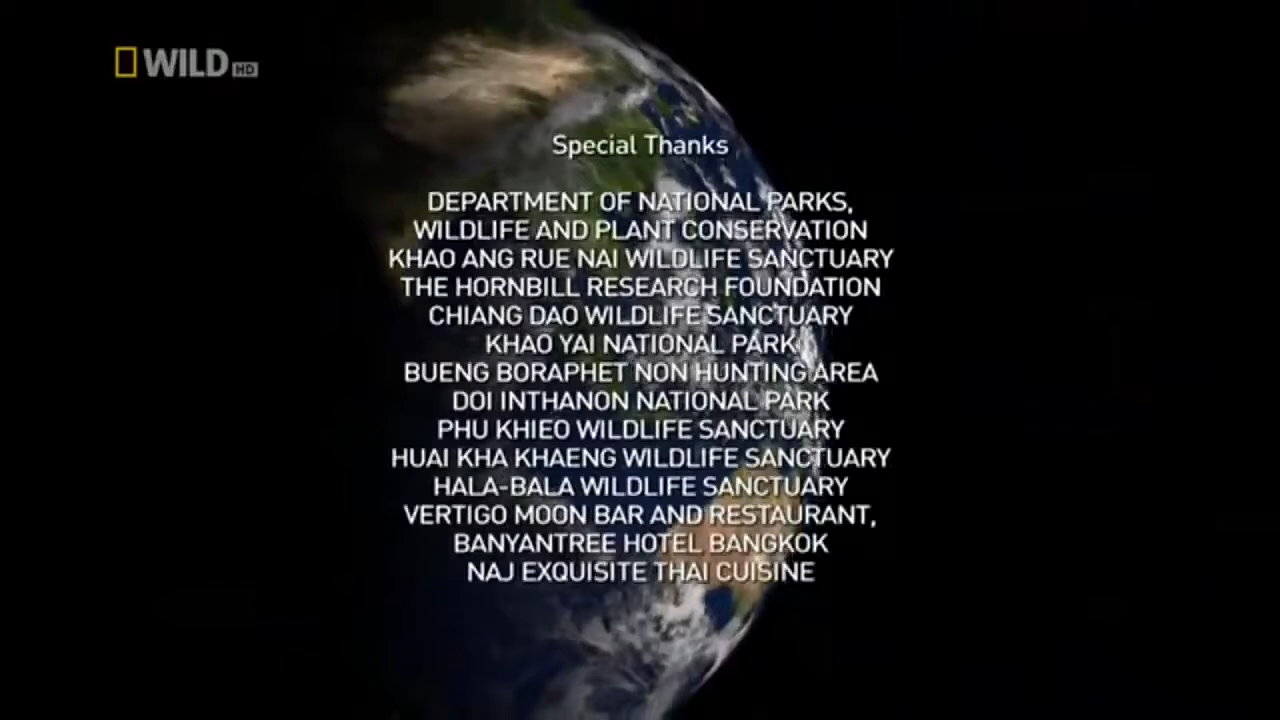 WILD HD
Special Thanks
DEPARTMENT OF NATIONAL PARKS,
WILDLIFE AND PLANT CONSERVATION
KHAO ANG RUE NAI WILDLIFE SANCTUARY
THE HORNBILL RESEARCH FOUNDATION
CHIANG DAO WILDLIFE SANCTUARY
KHAO YAI NATIONAL PARK
BUENG BORAPHET NON HUNTING AREA
DOI INTHANON NATIONAL PARK
PHU KHIEO WILDLIFE SANCTUARY
HUAI KHA KHAENG WILDLIFE SANCTUARY
HALA-BALA WILDLIFE SANCTUARY
VERTIGO MOON BAR AND RESTAURANT,
BANYANTREE HOTEL BANGKOK
NAJ EXQUISITE THAI CUISINE